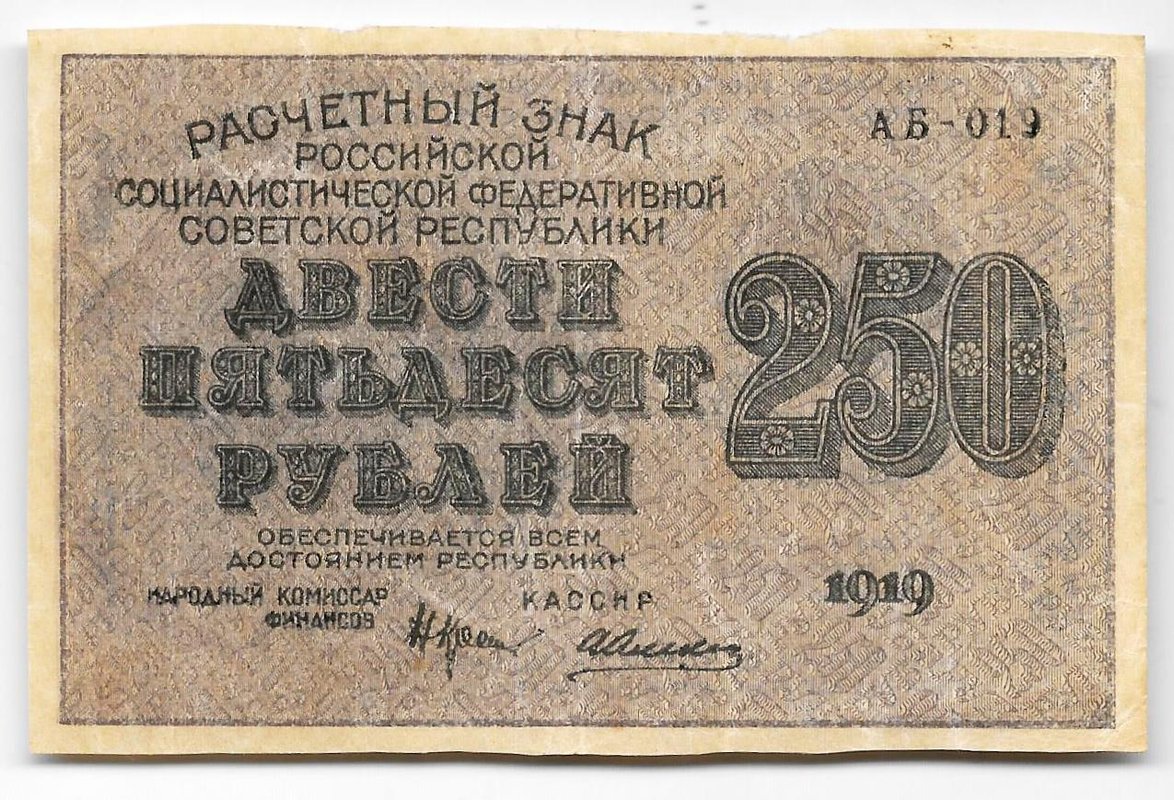 РАСЧЕТНЫЙ ЗНАК
АБ-019
РОССИЙСКОЙ
СОЦИАЛИСТИЧЕСКОЙ ФЕДЕРАТИВНОЙ
СОВЕТСКОЙ РЕСПУБЛИКИ
ДВЕСТИ
ПЯТЬДЕСЯТ
РУБЛЕЙ
250
ОБЕСПЕЧИВАЕТСЯ ВСЕМ
ДОСТОЯНИЕМ РЕСПУБЛИКИ
НАРОДНЫЙ КОМИССАР
ФИНАНСОВ
КАССИР
1919